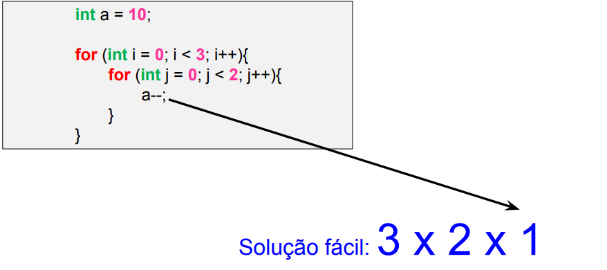 int a = 10;
for (int i = 0; i < 3; i++){
for (int j = 0; j < 2; j++){
a--;
}
}
Solução fácil: 3 x 2 x 1